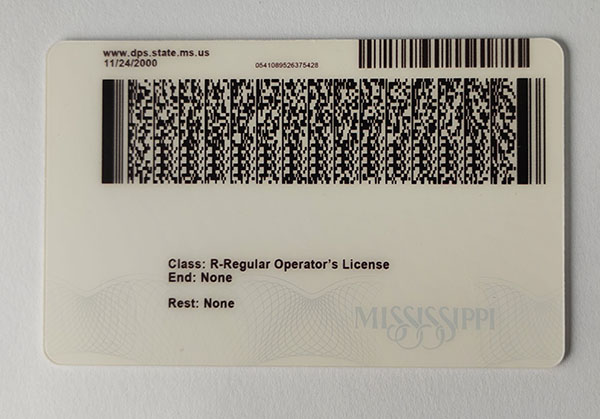 www.dps.state.ms.us
11/24/2000
0541089526375428
Class: R-Regular Operator's License
End: None
Rest: None
MISSISSIPPI